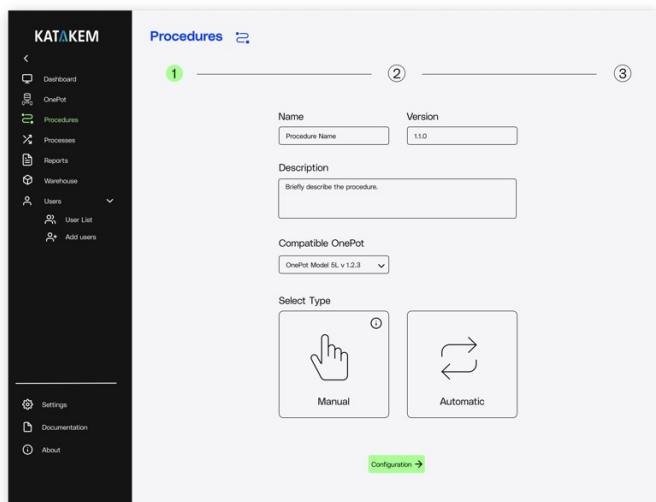 KATAKEM
Dashboard
OnePot
Procedures
Processes
Reports
Warehouse
Users
User List
Add users
Settings
Documentation
About
Procedures
1
2
3
Name
Version
Procedure Name
1.1.0
Description
Briefly describe the procedure.
Compatible OnePot
OnePot Model 5L v 1.2.3
Select Type
Manual
Automatic
Configuration